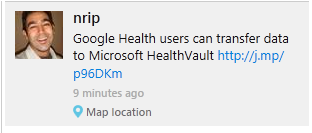 nrip
Google Health users can transfer data
to Microsoft HealthVault http://j.mp/
p96DKm
9 minutes ago
Map location